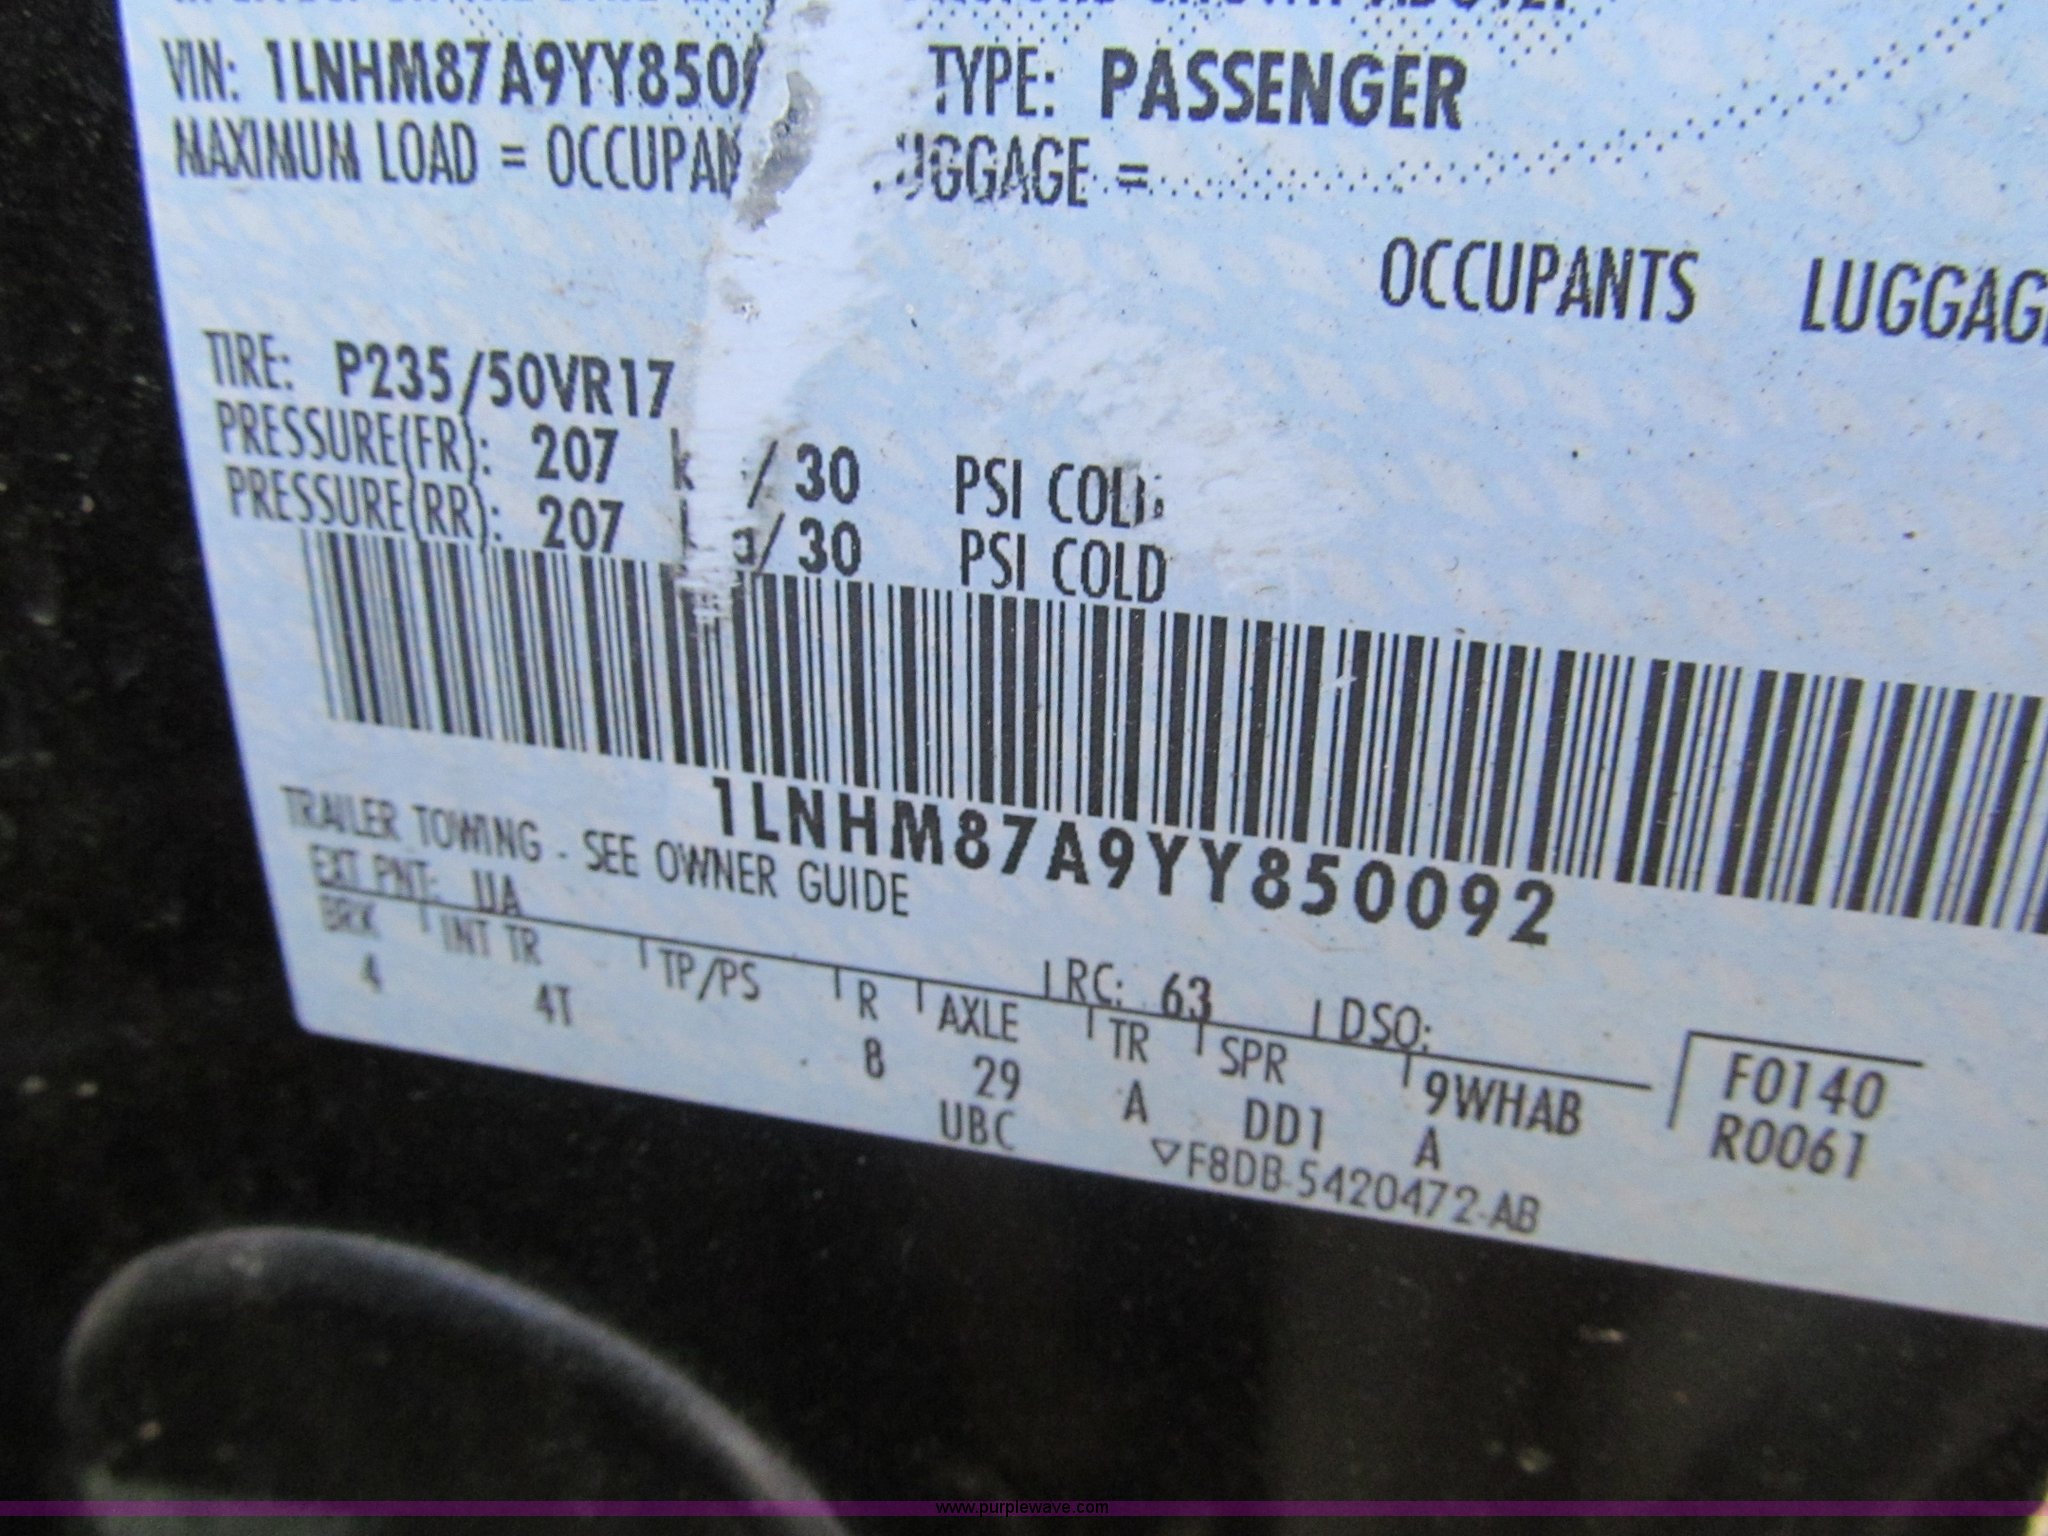 VIN: 1LNHM87A9YY850 TYPE: PASSENGER
MAXIMUM LOAD = OCCUPAN UGGAGE =
OCCUPANTS LUGGAG
TIRE: P235/50VR17
PRESSURE(FR): 207 k / 30 PSI COLD
PRESSURE(RR): 207 a/ 30 PSI COLD
1LNHM87A9YY850092
TRAILER TOWING - SEE OWNER GUIDE
EXT PNT: UA RC: 63 DSO:
BRK INT TR TP/PS R AXLE TR SPR 9WHAB F0140
4 4T 8 29 A DD1 A R0061
UBC ▽F8DB-5420472-AB
www.purplewave.com